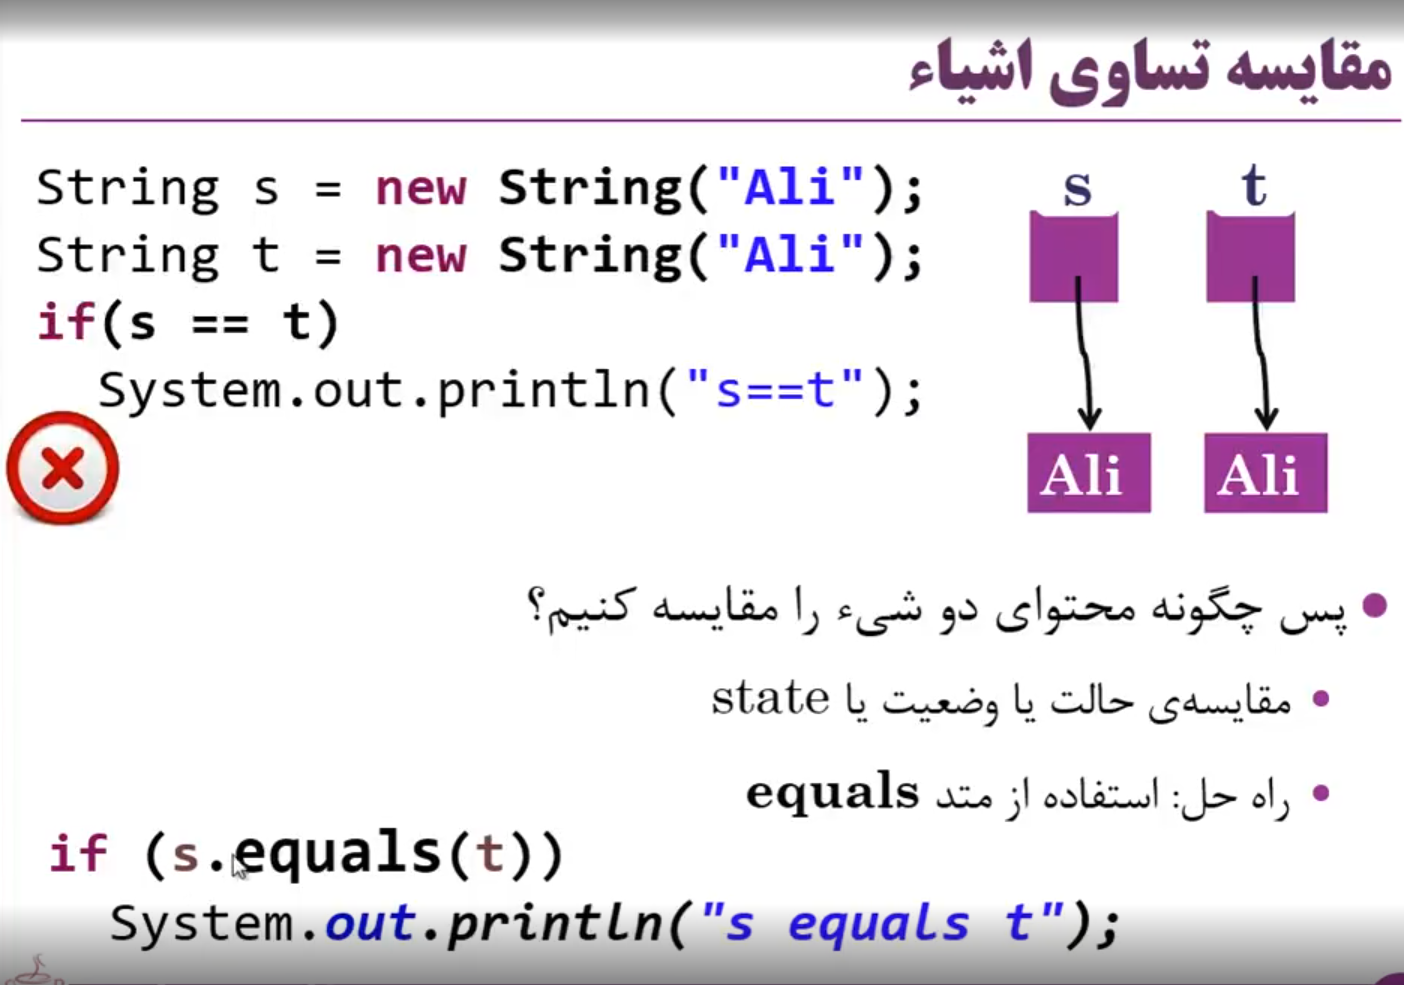 مقایسه تساوی اشیاء
String s = new String("Ali");
String t = new String("Ali");
if(s == t)
System.out.println("s==t");
s t
Ali Ali
پس چگونه محتوای دو شیء را مقایسه کنیم؟
مقایسه‌ی حالت یا وضعیت یا state
راه حل: استفاده از متد equals
if (s.equals(t))
System.out.println("s equals t");